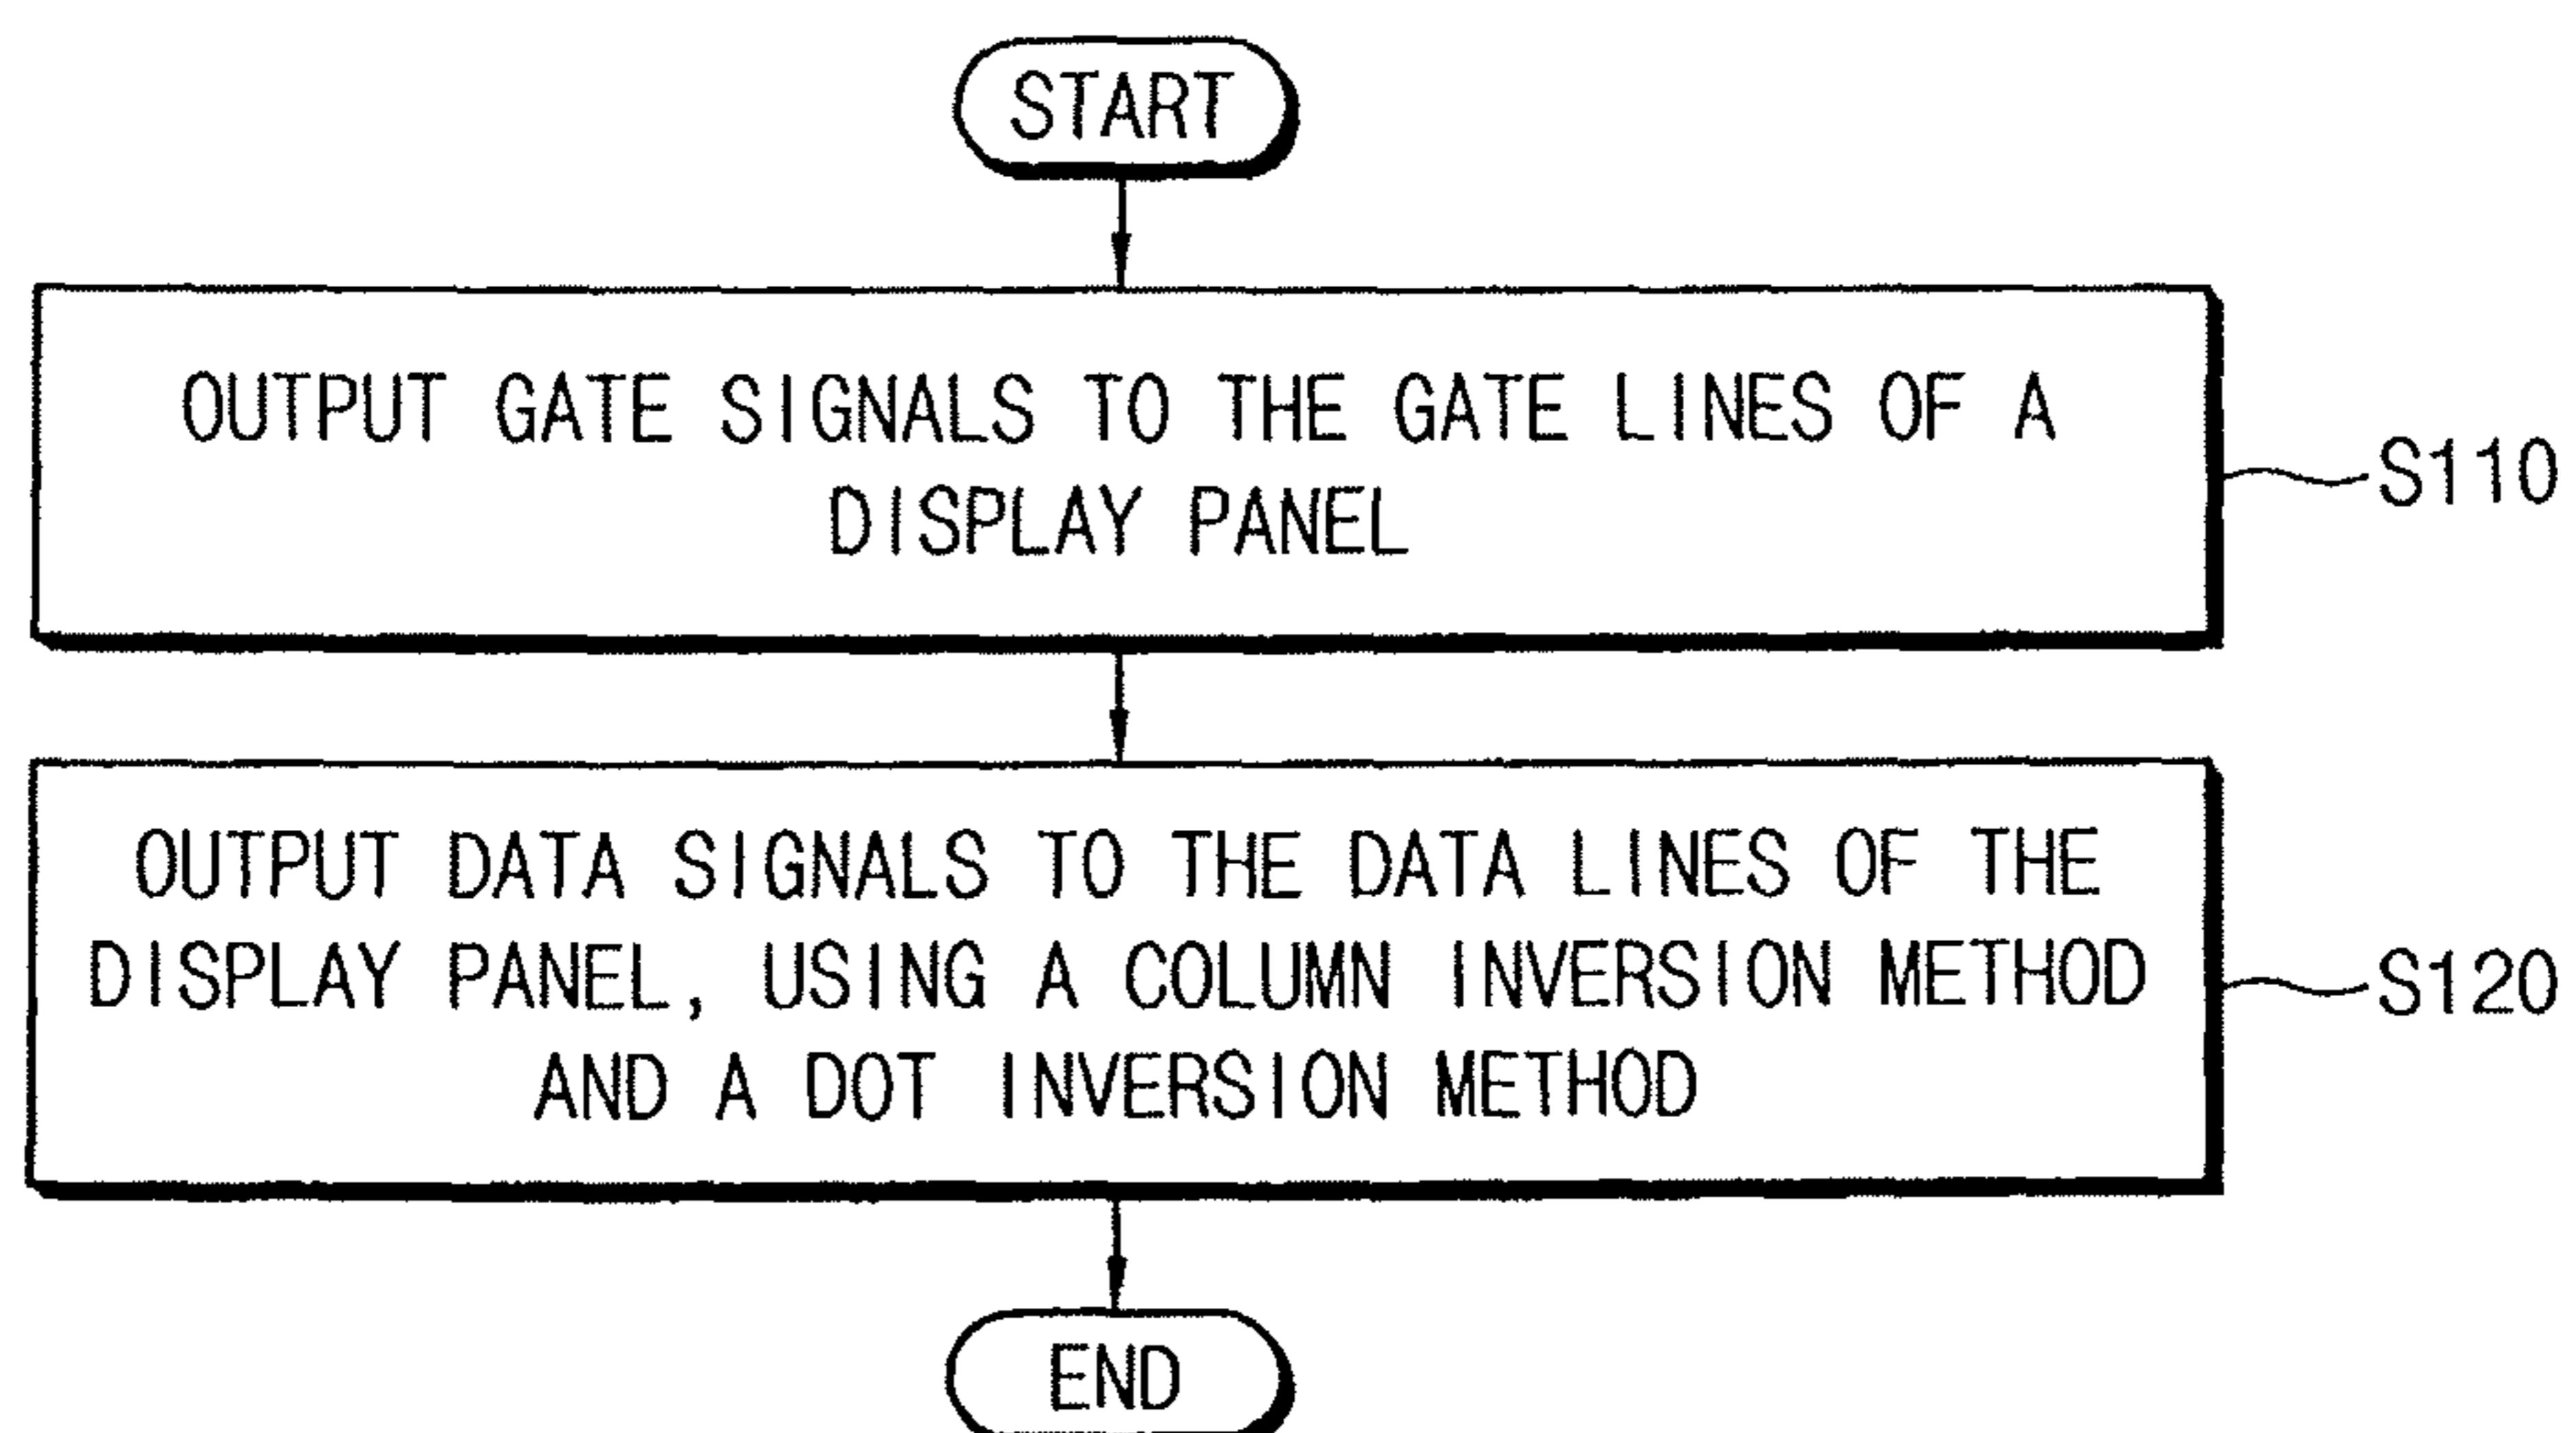 START
OUTPUT GATE SIGNALS TO THE GATE LINES OF A
DISPLAY PANEL
S110
OUTPUT DATA SIGNALS TO THE DATA LINES OF THE
DISPLAY PANEL, USING A COLUMN INVERSION METHOD
AND A DOT INVERSION METHOD
S120
END